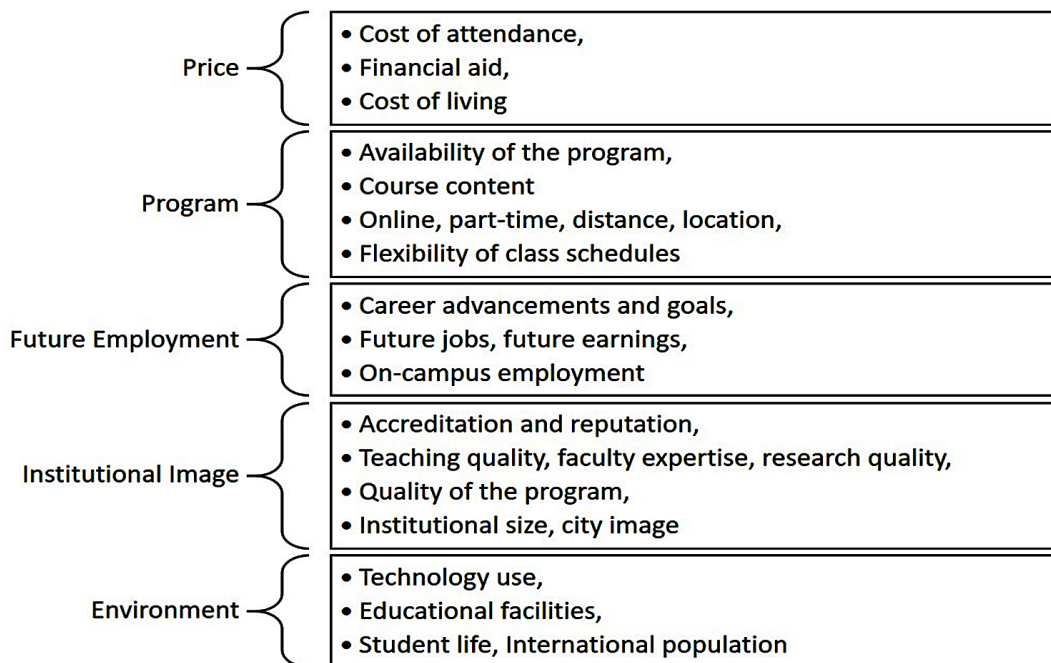 Price
• Cost of attendance,
• Financial aid,
• Cost of living
Program
• Availability of the program,
• Course content
• Online, part-time, distance, location,
• Flexibility of class schedules
Future Employment
• Career advancements and goals,
• Future jobs, future earnings,
• On-campus employment
Institutional Image
• Accreditation and reputation,
• Teaching quality, faculty expertise, research quality,
• Quality of the program,
• Institutional size, city image
Environment
• Technology use,
• Educational facilities,
• Student life, International population